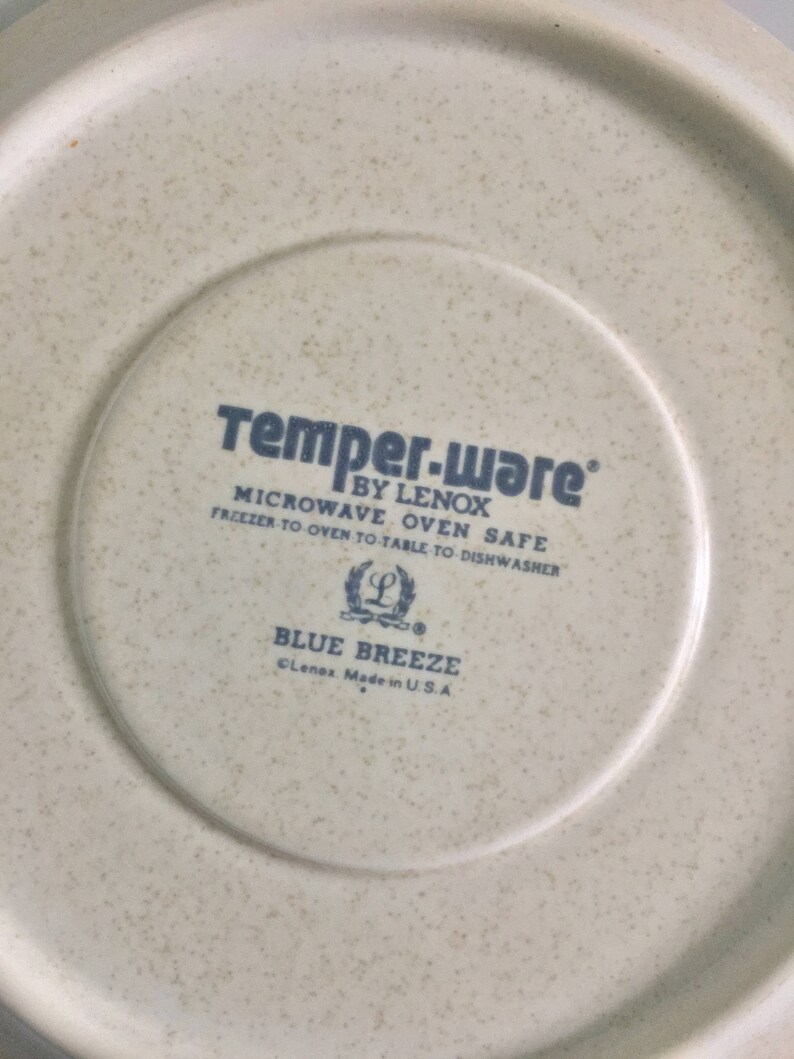 Temper-ware®
BY LENOX
MICROWAVE OVEN SAFE
FREEZER-TO-OVEN-TO-TABLE-TO-DISHWASHER
L ®
BLUE BREEZE
©Lenox. Made in U.S.A